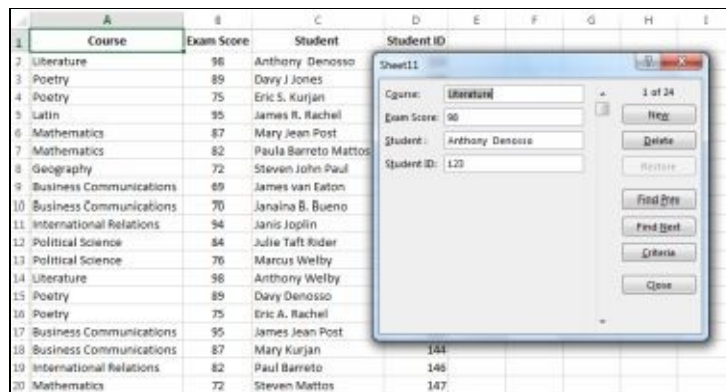 A B C D E F G H I
1 Course Exam Score Student Student ID
2 Literature 98 Anthony Denosso
3 Poetry 89 Davy J Jones
4 Poetry 75 Eric S. Kurjan
5 Latin 95 James R. Rachel
6 Mathematics 87 Mary Jean Post
7 Mathematics 82 Paula Barreto Mattos
8 Geography 72 Steven John Paul
9 Business Communications 69 James van Eaton
10 Business Communications 70 Janaina B. Bueno
11 International Relations 94 Janis Joplin
12 Political Science 84 Julie Taft Rider
13 Political Science 76 Marcus Welby
14 Literature 98 Anthony Welby
15 Poetry 89 Davy Denosso
16 Poetry 75 Eric A. Rachel
17 Business Communications 95 James Jean Post
18 Business Communications 87 Mary Kurjan 144
19 International Relations 82 Paul Barreto 146
20 Mathematics 72 Steven Mattos 147
Sheet11
Course: Literature
Exam Score: 98
Student : Anthony Denosso
Student ID: 123
1 of 24
New
Delete
Restore
Find Prev
Find Next
Criteria
Close